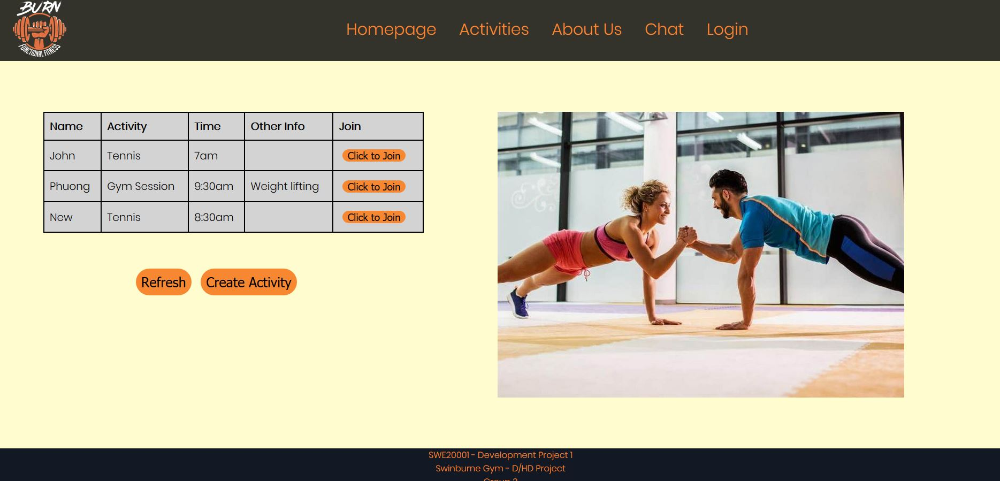 BURN
FUNCTIONAL FITNESS
Homepage Activities About Us Chat Login
Name Activity Time Other Info Join
John Tennis 7am Click to Join
Phuong Gym Session 9:30am Weight lifting Click to Join
New Tennis 8:30am Click to Join
Refresh Create Activity
SWE20001 - Development Project 1
Swinburne Gym - D/HD Project